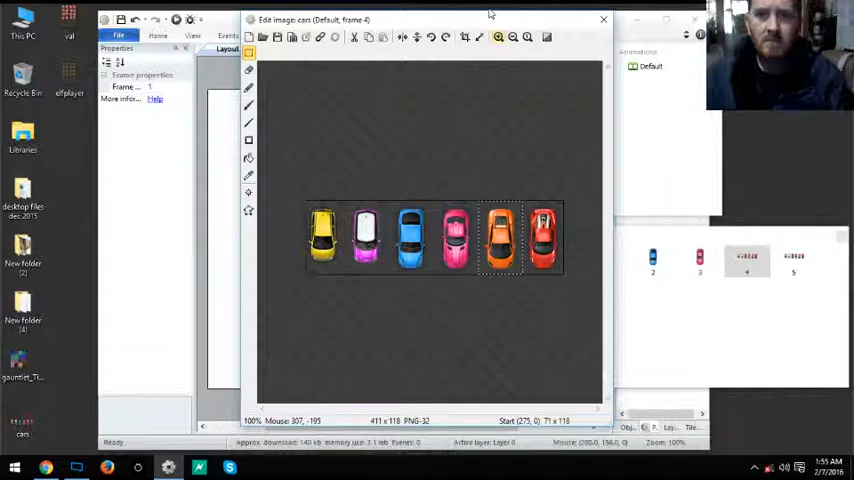 This PC
val
Recycle Bin
elfplayer
Libraries
desktop files
dec 2015
New folder
(2)
New folder
(4)
gauntlet_Ti...
cars
File
Home
View
Properties
Frame properties
Frame ...
1
More infor...
Help
Layout
Events
Edit image: cars (Default, frame 4)
100%
Mouse: 307, -195
411 x 118
PNG-32
Start (275, 0)
71 x 118
Animations
Default
2
3
4
5
Obj...
P..
Lay...
Tile...
Ready
Approx. download: 140 kb
memory use: 3.1 mb
Events: 0
Active layer: Layer 0
Mouse: (280.0, 156.0, 0)
Zoom: 100%
1:55 AM
2/7/2016